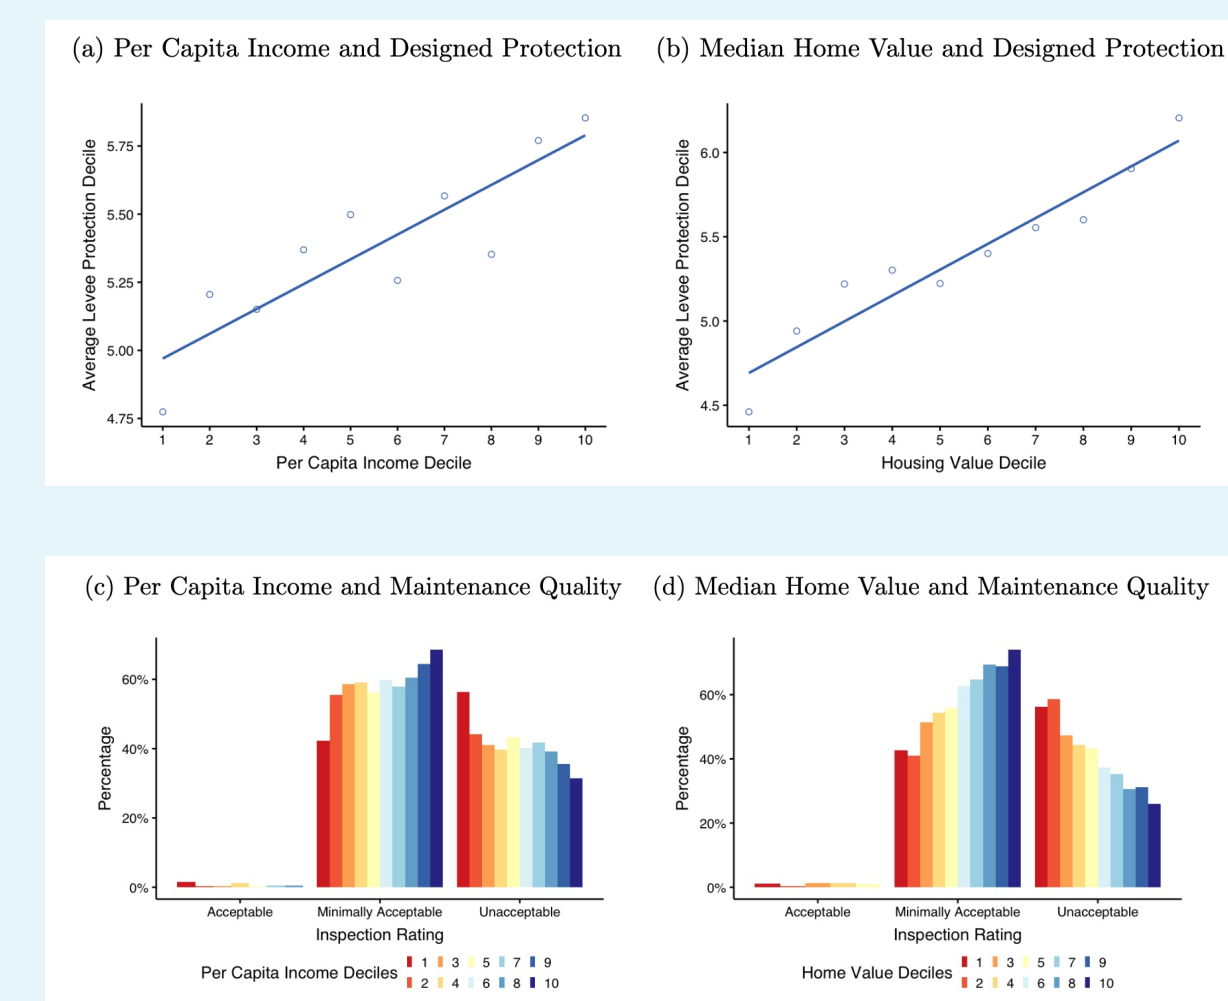 (a) Per Capita Income and Designed Protection
Average Levee Protection Decile
5.75
5.50
5.25
5.00
4.75
1 2 3 4 5 6 7 8 9 10
Per Capita Income Decile
(b) Median Home Value and Designed Protection
Average Levee Protection Decile
6.0
5.5
5.0
4.5
1 2 3 4 5 6 7 8 9 10
Housing Value Decile
(c) Per Capita Income and Maintenance Quality
Percentage
60%
40%
20%
0%
Acceptable Minimally Acceptable Unacceptable
Inspection Rating
Per Capita Income Deciles
1 3 5 7 9
2 4 6 8 10
(d) Median Home Value and Maintenance Quality
Percentage
60%
40%
20%
0%
Acceptable Minimally Acceptable Unacceptable
Inspection Rating
Home Value Deciles
1 3 5 7 9
2 4 6 8 10